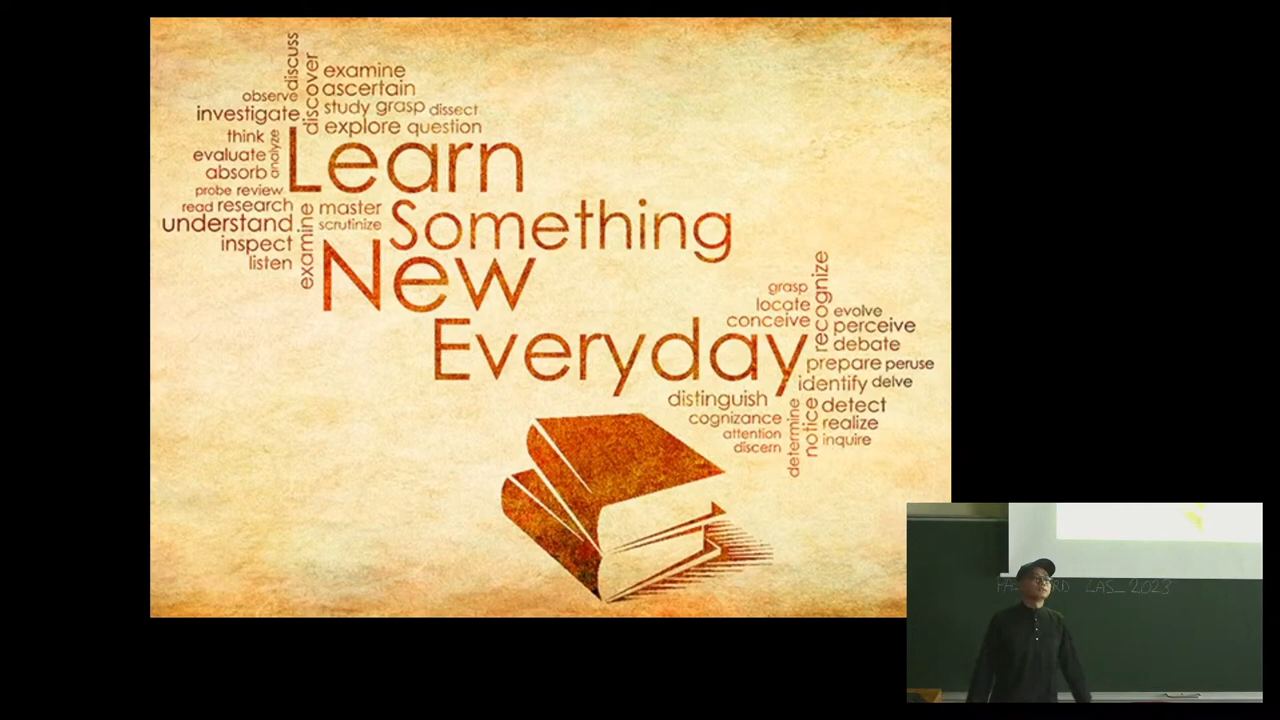 discuss
discover
examine
ascertain
observe
investigate
study grasp dissect
explore question
think
evaluate
absorb
analyze
probe review
read research
understand
inspect
listen
examine
master
scrutinize
Learn
Something
New
Everyday
grasp
locate
conceive
recognize
evolve
perceive
debate
prepare peruse
identify delve
distinguish
cognizance
attention
discern
determine
notice
detect
realize
inquire
LAS_ 2023